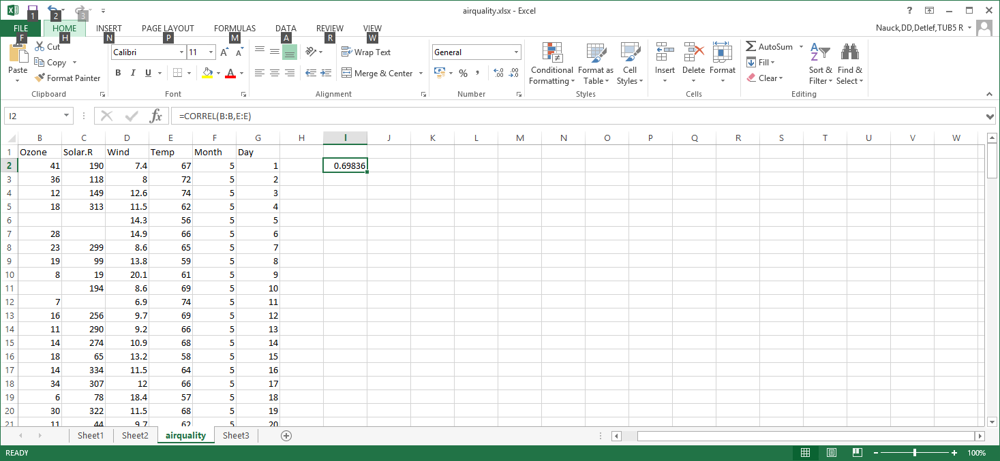 airquality.xlsx - Excel
1 2 3
FILE HOME INSERT PAGE LAYOUT FORMULAS DATA REVIEW VIEW
Nauck,DD,Detlef,TUB5 R
F H N P M A R W
Paste
Cut
Copy
Format Painter
Clipboard
Calibri 11 A A
B I U A
Font
Wrap Text
Merge & Center
Alignment
General
% , .0 .00 .00 .0
Number
Conditional Formatting
Format as Table
Cell Styles
Styles
Insert
Delete
Format
Cells
AutoSum
Fill
Clear
Sort & Filter
Find & Select
Editing
I2 fx =CORREL(B:B,E:E)
B C D E F G H I J K L M N O P Q R S T U V W
1 Ozone Solar.R Wind Temp Month Day
2 41 190 7.4 67 5 1 0.69836
3 36 118 8 72 5 2
4 12 149 12.6 74 5 3
5 18 313 11.5 62 5 4
6 14.3 56 5 5
7 28 14.9 66 5 6
8 23 299 8.6 65 5 7
9 19 99 13.8 59 5 8
10 8 19 20.1 61 5 9
11 194 8.6 69 5 10
12 7 6.9 74 5 11
13 16 256 9.7 69 5 12
14 11 290 9.2 66 5 13
15 14 274 10.9 68 5 14
16 18 65 13.2 58 5 15
17 14 334 11.5 64 5 16
18 34 307 12 66 5 17
19 6 78 18.4 57 5 18
20 30 322 11.5 68 5 19
21 11 44 9.7 62 5 20
Sheet1 Sheet2 airquality Sheet3
READY
100%